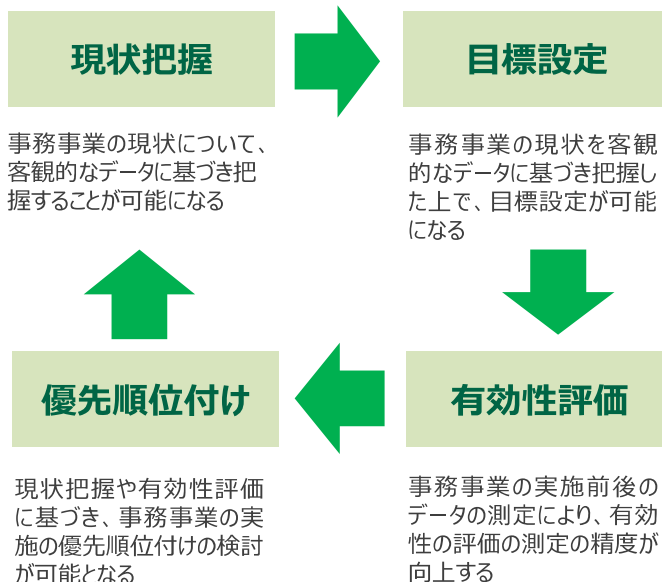 現状把握
事務事業の現状について、
客観的なデータに基づき把
握することが可能になる
目標設定
事務事業の現状を客観
的なデータに基づき把握し
た上で、目標設定が可能
になる
有効性評価
事務事業の実施前後の
データの測定により、有効
性の評価の測定の精度が
向上する
優先順位付け
現状把握や有効性評価
に基づき、事務事業の実
施の優先順位付けの検討
が可能となる